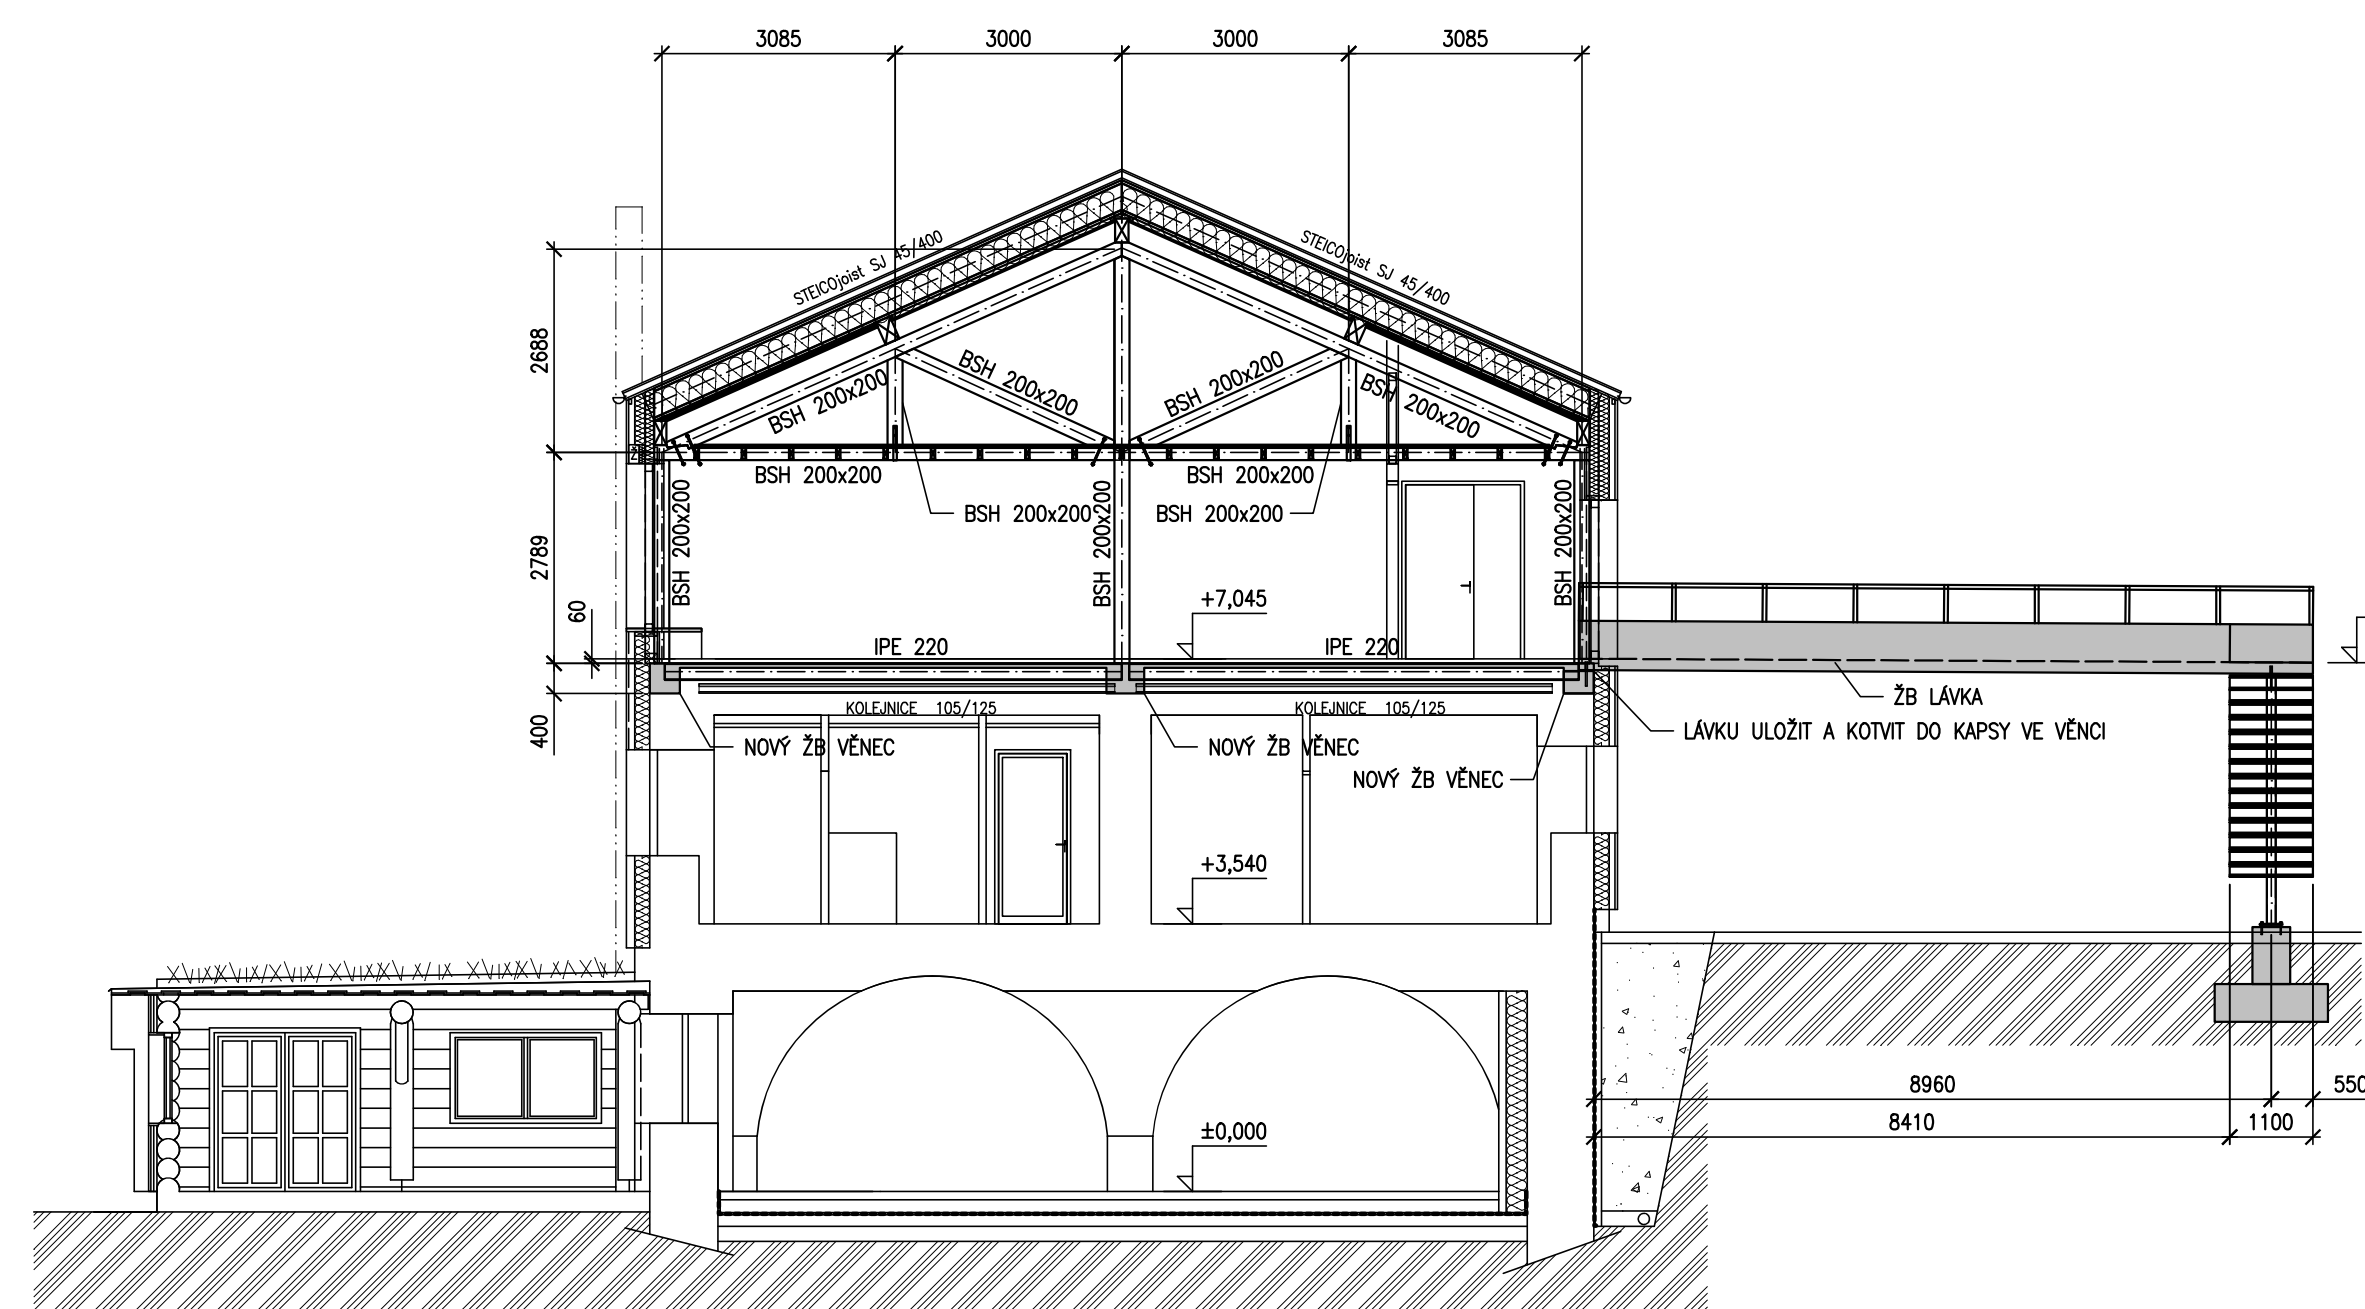 3085 3000 3000 3085
STEICOjoist SJ 45/400
STEICOjoist SJ 45/400
2688
BSH 200x200
BSH 200x200
BSH 200x200
BSH 200x200
Ž
BSH 200x200
BSH 200x200
BSH 200x200
BSH 200x200
BSH 200x200
BSH 200x200
BSH 200x200
2789
60
+7,045
IPE 220
IPE 220
400
KOLEJNICE 105/125
KOLEJNICE 105/125
ŽB LÁVKA
LÁVKU ULOŽIT A KOTVIT DO KAPSY VE VĚNCI
NOVÝ ŽB VĚNEC
NOVÝ ŽB VĚNEC
NOVÝ ŽB VĚNEC
+3,540
8960
550
8410
1100
±0,000